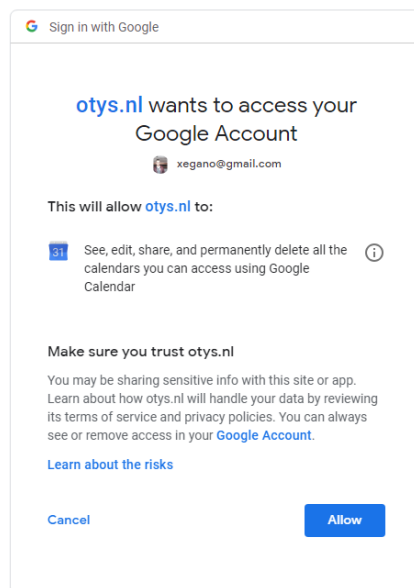 Sign in with Google
otys.nl wants to access your
Google Account
xegano@gmail.com
This will allow otys.nl to:
31
See, edit, share, and permanently delete all the
calendars you can access using Google
Calendar
Make sure you trust otys.nl
You may be sharing sensitive info with this site or app.
Learn about how otys.nl will handle your data by reviewing
its terms of service and privacy policies. You can always
see or remove access in your Google Account.
Learn about the risks
Cancel
Allow